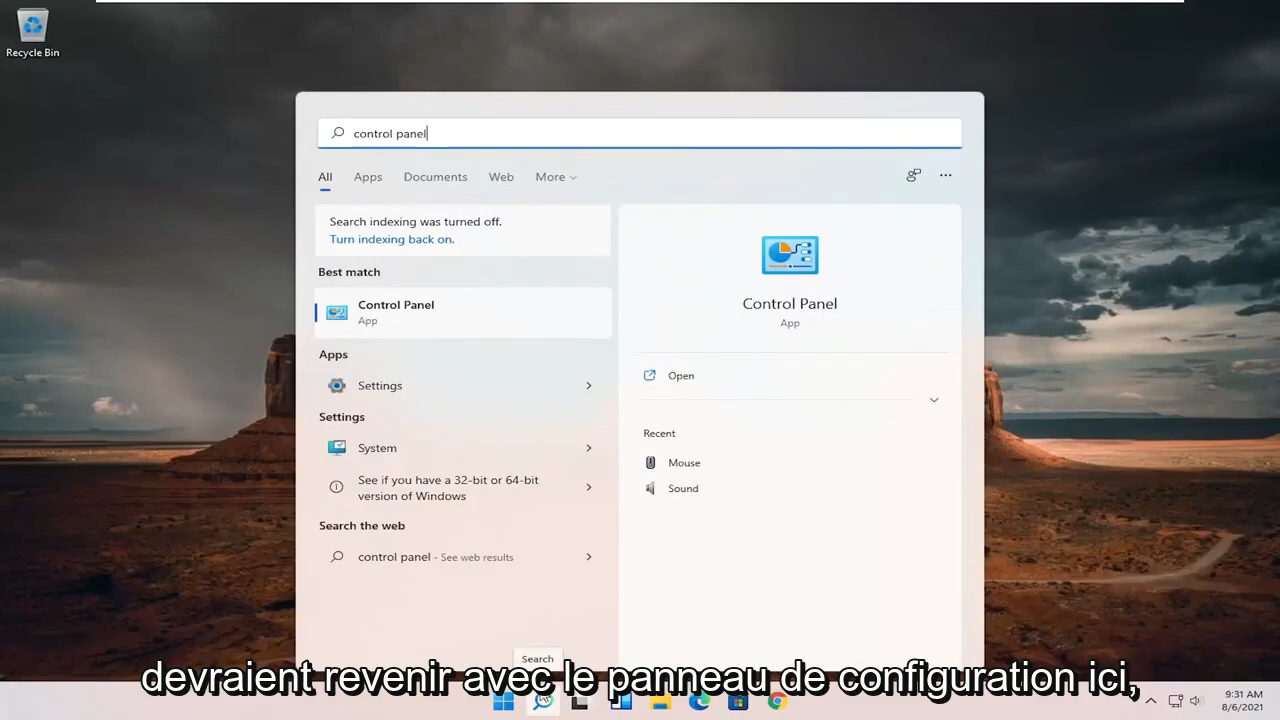 Recycle Bin
control panel
All Apps Documents Web More
Search indexing was turned off.
Turn indexing back on.
Best match
Control Panel
App
Apps
Settings
Settings
System
See if you have a 32-bit or 64-bit
version of Windows
Search the web
control panel - See web results
Control Panel
App
Open
Recent
Mouse
Sound
Search
devraient revenir avec le panneau de configuration ici,
9:31 AM
8/6/2021